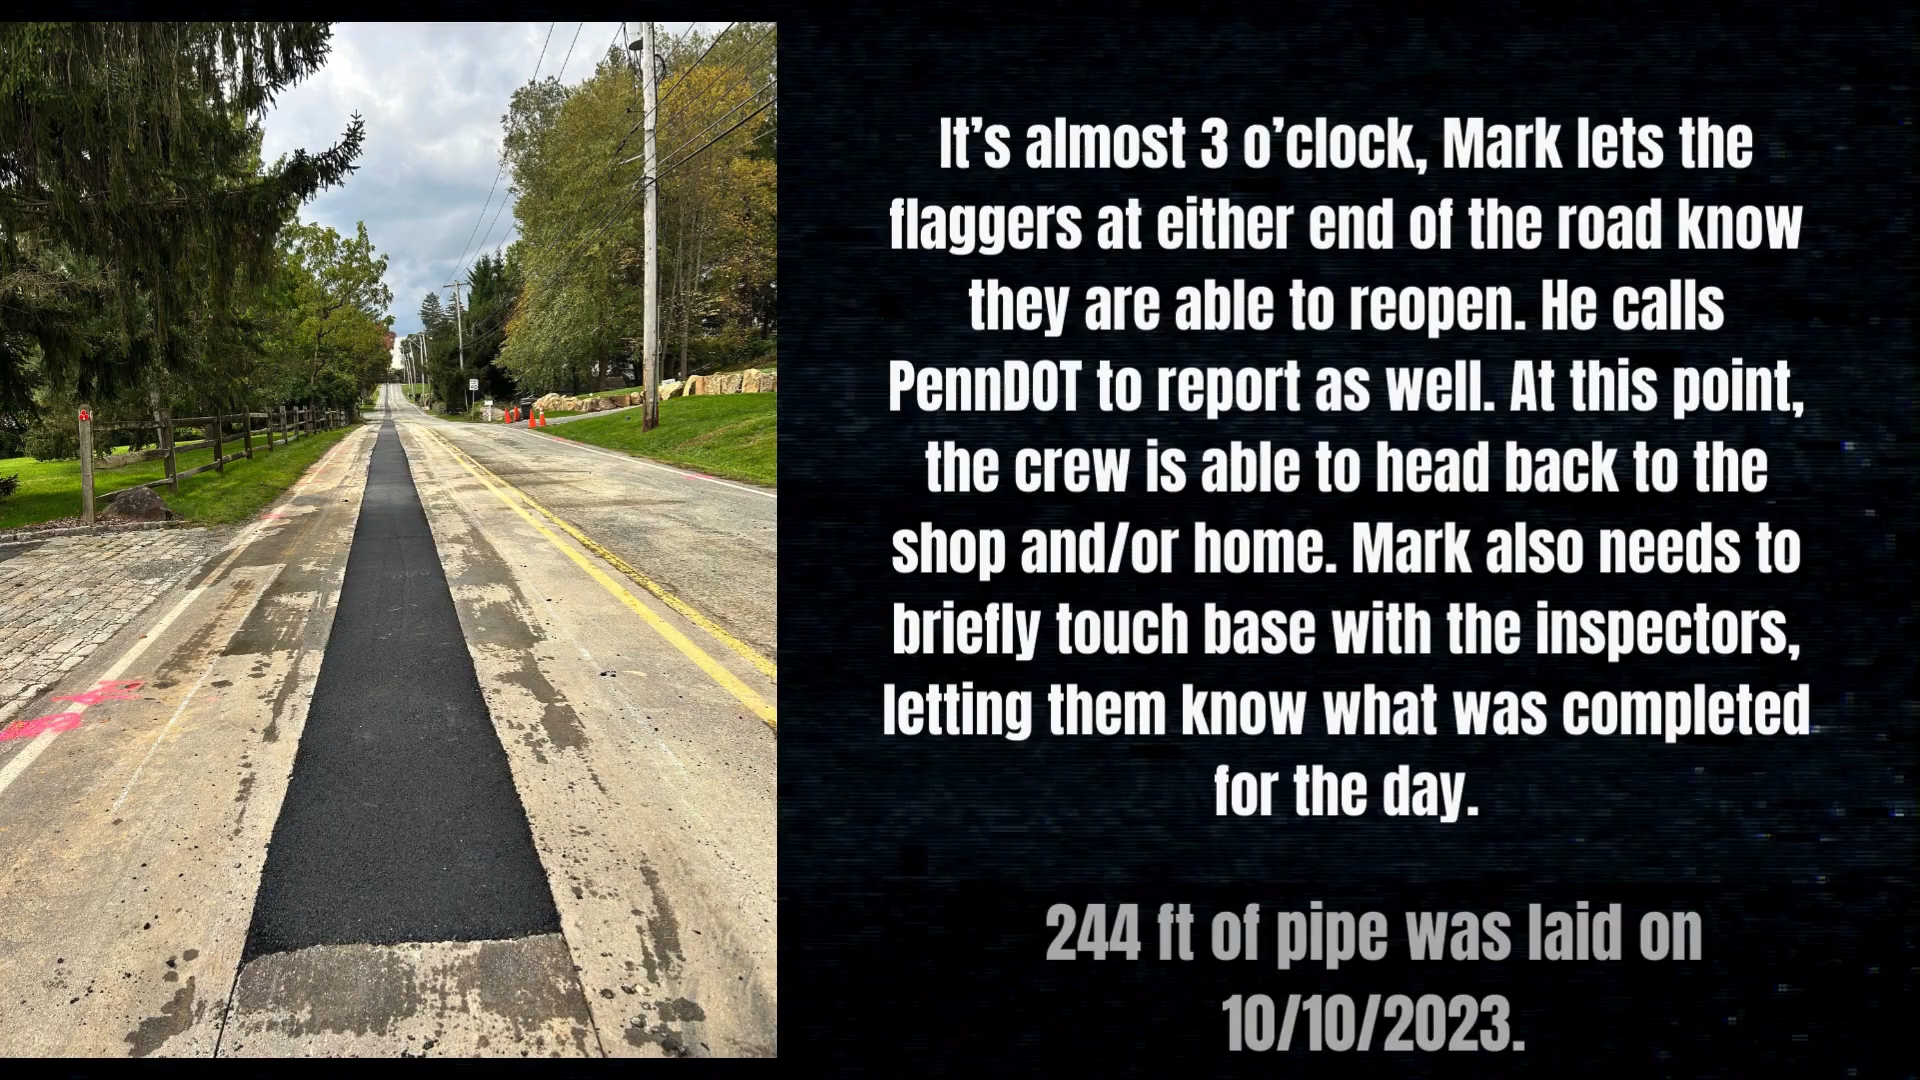 It’s almost 3 o’clock, Mark lets the
flaggers at either end of the road know
they are able to reopen. He calls
PennDOT to report as well. At this point,
the crew is able to head back to the
shop and/or home. Mark also needs to
briefly touch base with the inspectors,
letting them know what was completed
for the day.
244 ft of pipe was laid on
10/10/2023.